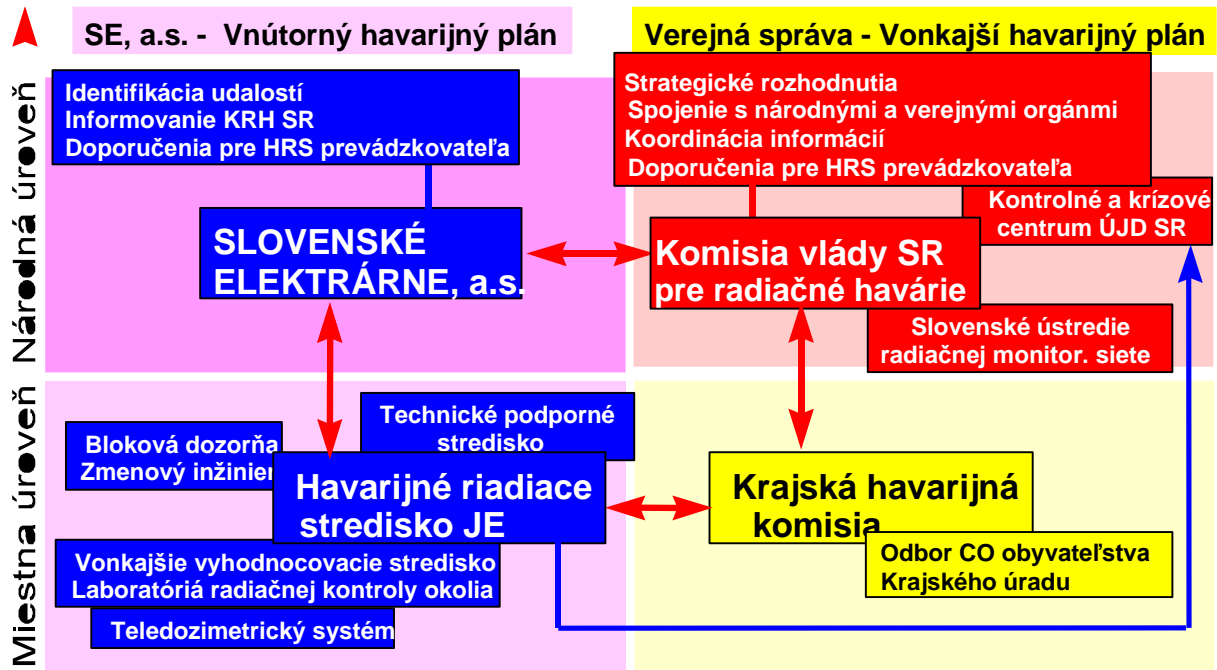 SE, a.s. - Vnútorný havarijný plán
Verejná správa - Vonkajší havarijný plán
Národná úroveň
Identifikácia udalostí
Informovanie KRH SR
Doporučenia pre HRS prevádzkovateľa
Strategické rozhodnutia
Spojenie s národnými a verejnými orgánmi
Koordinácia informácií
Doporučenia pre HRS prevádzkovateľa
Kontrolné a krízové
centrum ÚJD SR
SLOVENSKÉ
ELEKTRÁRNE, a.s.
Komisia vlády SR
pre radiačné havárie
Slovenské ústredie
radiačnej monitor. siete
Miestna úroveň
Technické podporné
stredisko
Bloková dozorňa
Zmenový inžinier
Havarijné riadiace
stredisko JE
Krajská havarijná
komisia
Vonkajšie vyhodnocovacie stredisko
Laboratóriá radiačnej kontroly okolia
Teledozimetrický systém
Odbor CO obyvateľstva
Krajského úradu